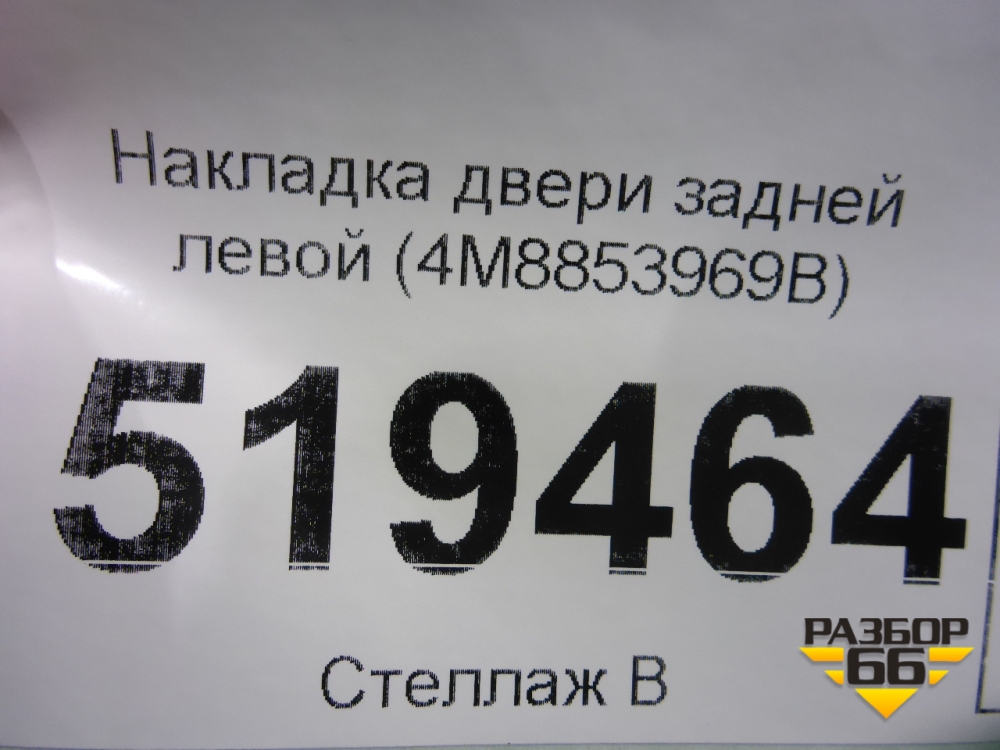 Накладка двери задней
левой (4M8853969B)
519464
Стеллаж В
РАЗБОР
66